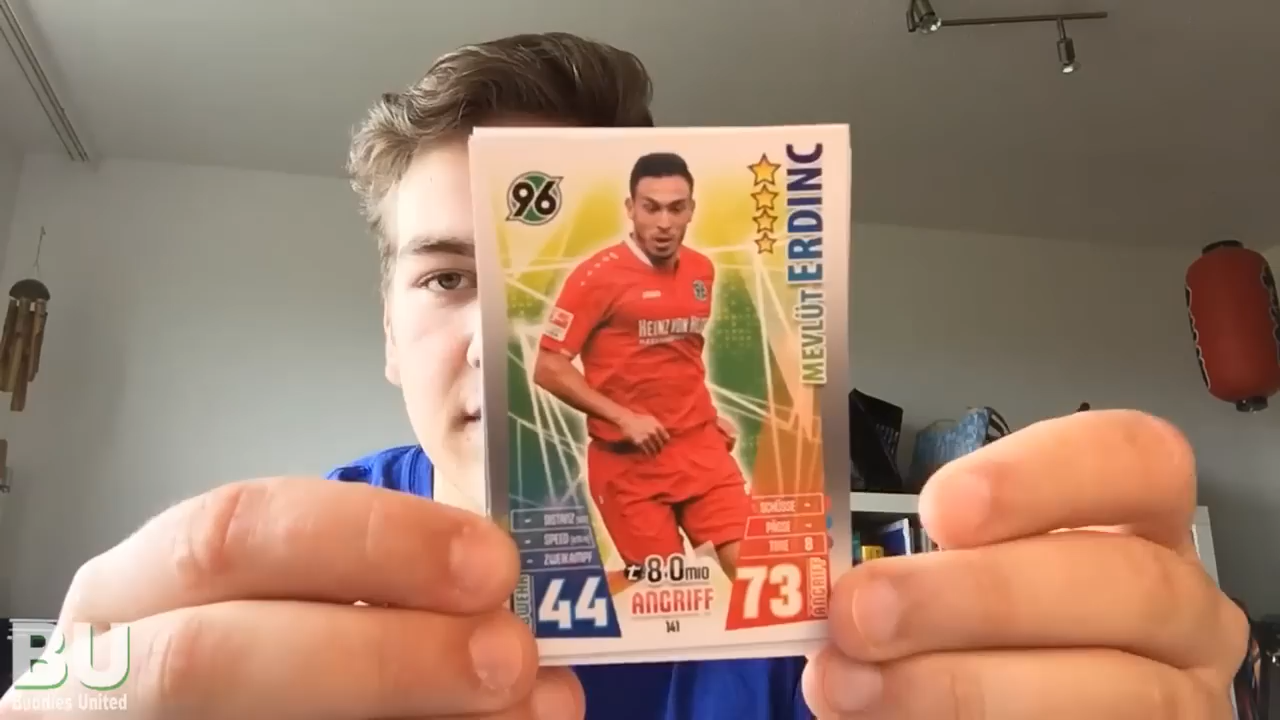 96
MEVLÜT ERDINC
HEINZ VON
DISTANZ
SPEED
ZWEIKAMPF
44
8.0 MIO
ANGRIFF
141
SCHÜSSE -
PÄSSE -
TORE 8
73
ANGRIFF
BU
Buddies United